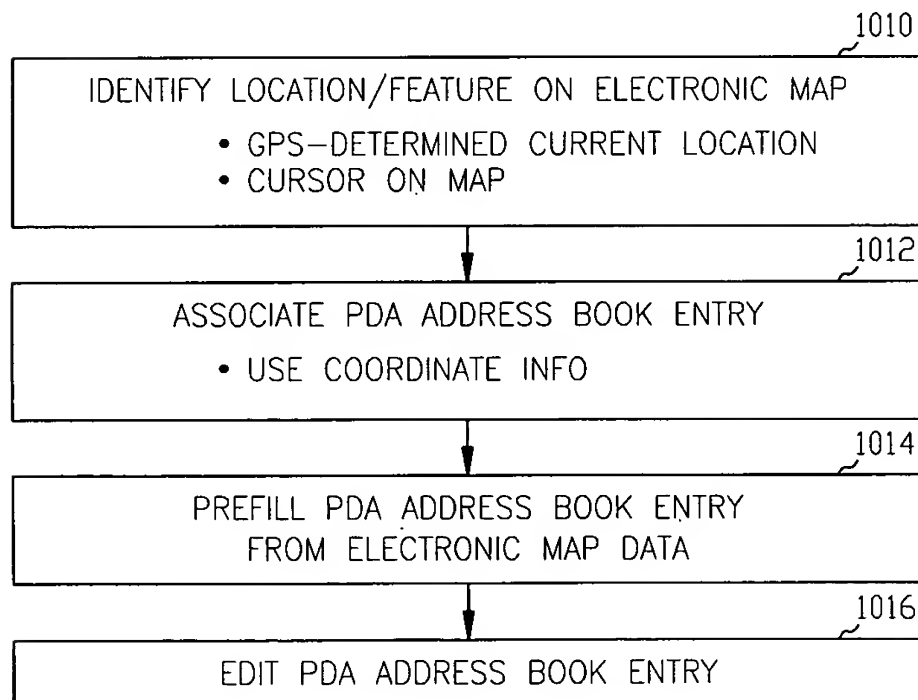 1010
IDENTIFY LOCATION/FEATURE ON ELECTRONIC MAP
• GPS-DETERMINED CURRENT LOCATION
• CURSOR ON MAP
1012
ASSOCIATE PDA ADDRESS BOOK ENTRY
• USE COORDINATE INFO
1014
PREFILL PDA ADDRESS BOOK ENTRY
FROM ELECTRONIC MAP DATA
1016
EDIT PDA ADDRESS BOOK ENTRY